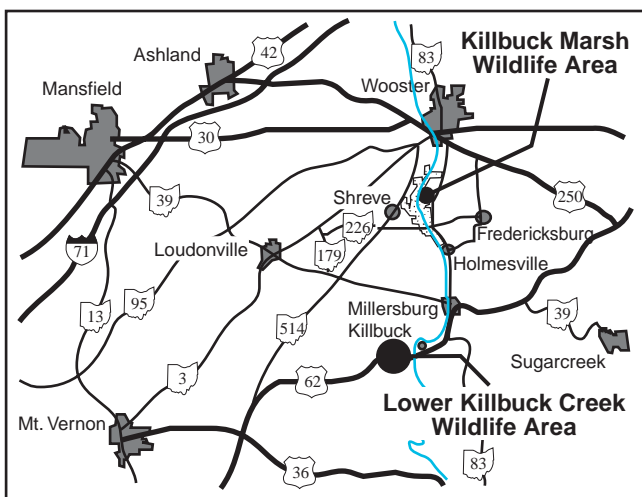 Killbuck Marsh
Wildlife Area
Ashland
42
83
Wooster
Mansfield
30
39
Shreve
226
250
Fredericksburg
71
Loudonville
179
Holmesville
13
95
514
Millersburg
Killbuck
39
Sugarcreek
3
62
Lower Killbuck Creek
Wildlife Area
Mt. Vernon
36
83